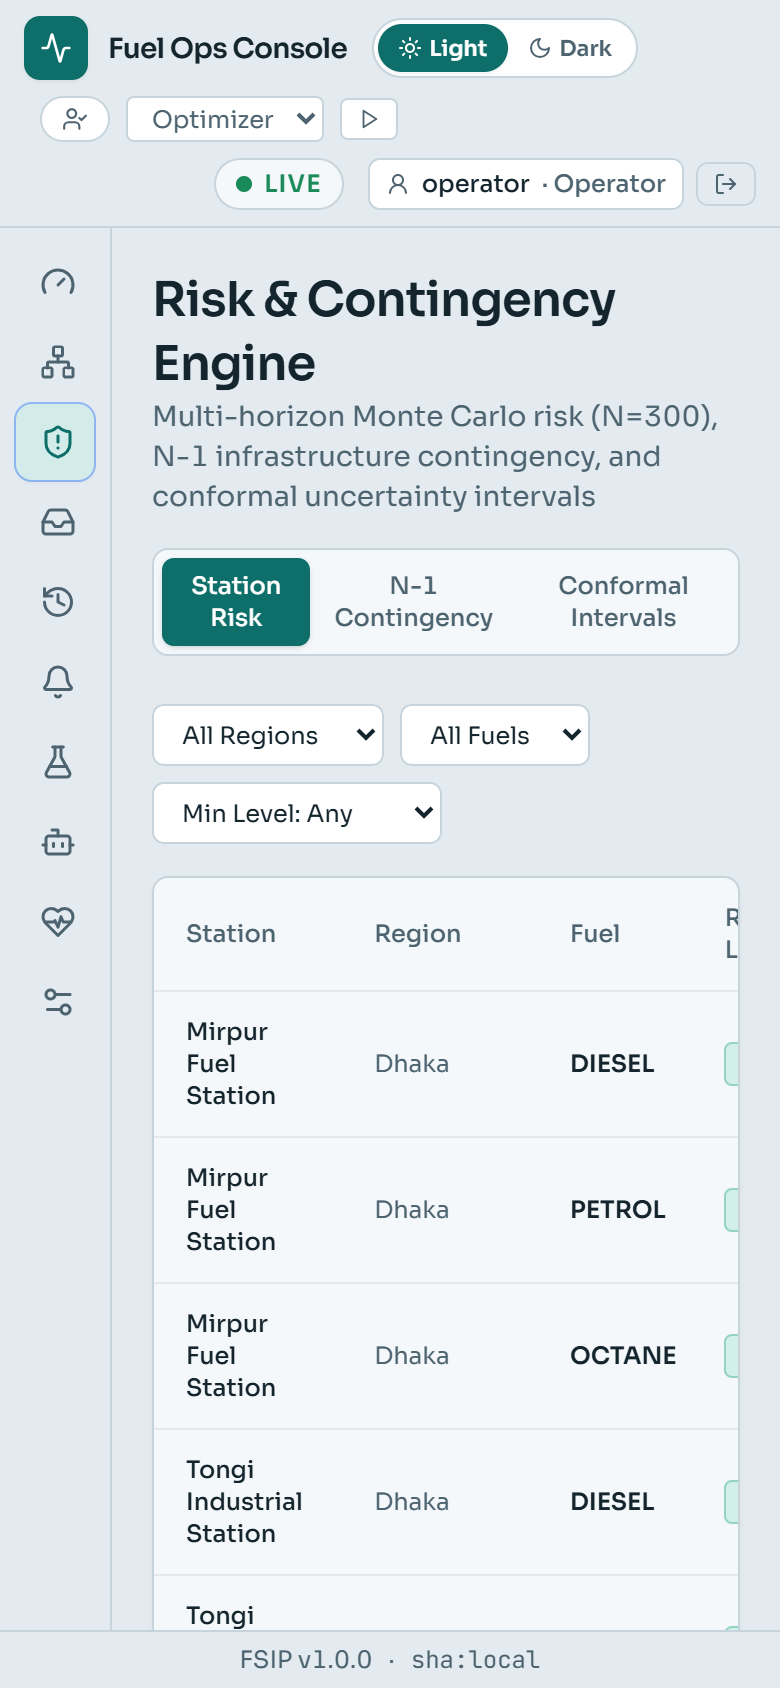 Fuel Ops Console
Light
Dark
Optimizer
LIVE
operator · Operator
Risk & Contingency
Engine
Multi-horizon Monte Carlo risk (N=300),
N-1 infrastructure contingency, and
conformal uncertainty intervals
Station
Risk
N-1
Contingency
Conformal
Intervals
All Regions
All Fuels
Min Level: Any
Station
Region
Fuel
Mirpur
Fuel
Station
Dhaka
DIESEL
Mirpur
Fuel
Station
Dhaka
PETROL
Mirpur
Fuel
Station
Dhaka
OCTANE
Tongi
Industrial
Station
Dhaka
DIESEL
Tongi
FSIP v1.0.0 · sha:local